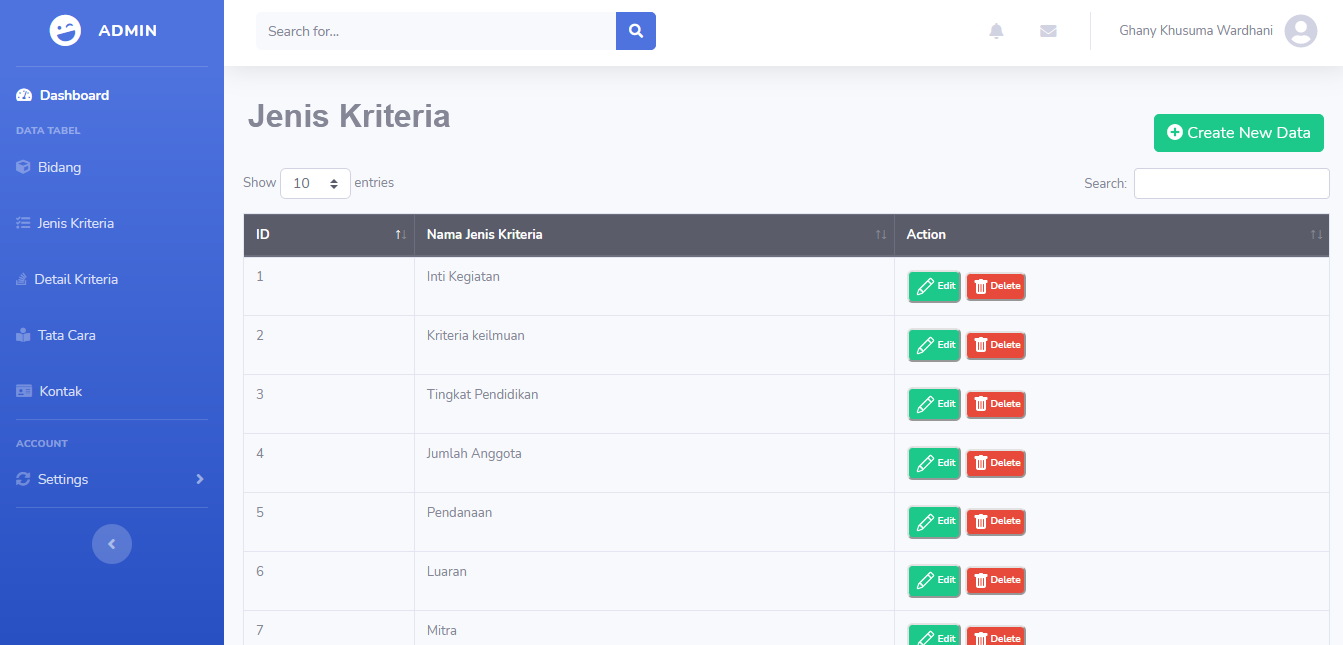 ADMIN
Search for...
Ghany Khusuma Wardhani
Dashboard
DATA TABEL
Bidang
Jenis Kriteria
Detail Kriteria
Tata Cara
Kontak
ACCOUNT
Settings
Jenis Kriteria
Create New Data
Show 10 entries
Search:
ID Nama Jenis Kriteria Action
1 Inti Kegiatan Edit Delete
2 Kriteria keilmuan Edit Delete
3 Tingkat Pendidikan Edit Delete
4 Jumlah Anggota Edit Delete
5 Pendanaan Edit Delete
6 Luaran Edit Delete
7 Mitra Edit Delete